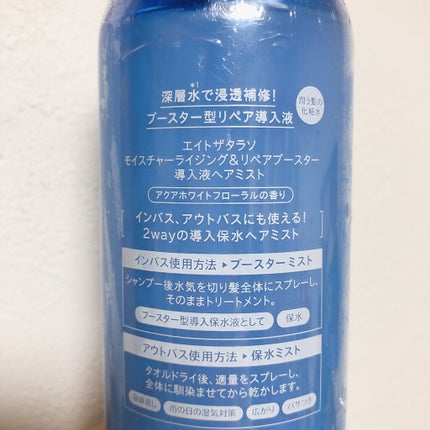 深層水*¹で浸透補修!
ブースター型リペア導入液
潤う髪の
化粧水
エイトザタラソ
モイスチャーライジング&リペアブースター
導入液ヘアミスト
アクアホワイトフローラルの香り
インバス、アウトバスにも使える!
2wayの導入保水ヘアミスト
インバス使用方法▶ブースターミスト
シャンプー後水気を切り髪全体にスプレーし、
そのままトリートメント。
ブースター型導入保水液として 保水
アウトバス使用方法▶保水ミスト
タオルドライ後、適量をスプレーし、
全体に馴染ませてから乾かします。
寝癖直し 雨の日の湿気対策 広がり パサつき